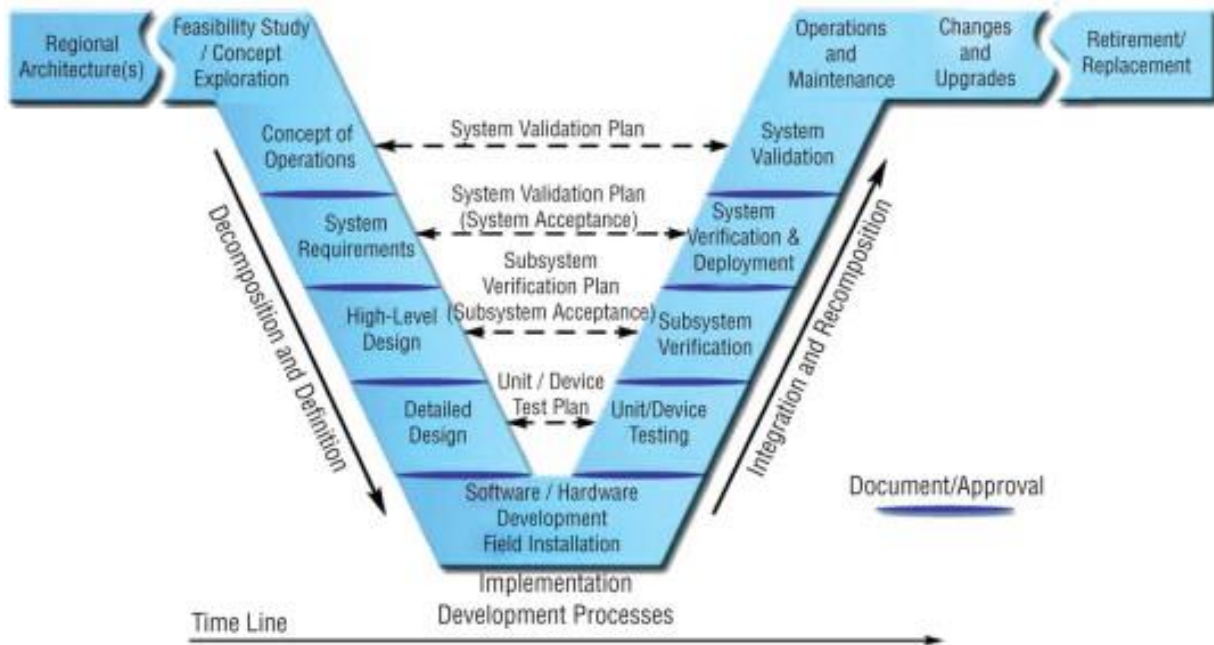 Regional
Architecture(s)
Feasibility Study
/ Concept
Exploration
Operations
and
Maintenance
Changes
and
Upgrades
Retirement/
Replacement
Concept of
Operations
System Validation Plan
System
Validation
System
Requirements
System Validation Plan
(System Acceptance)
System
Verification &
Deployment
High-Level
Design
Subsystem
Verification Plan
(Subsystem Acceptance)
Subsystem
Verification
Detailed
Design
Unit / Device
Test Plan
Unit/Device
Testing
Decomposition and Definition
Integration and Recomposition
Software / Hardware
Development
Field Installation
Document/Approval
Implementation
Development Processes
Time Line